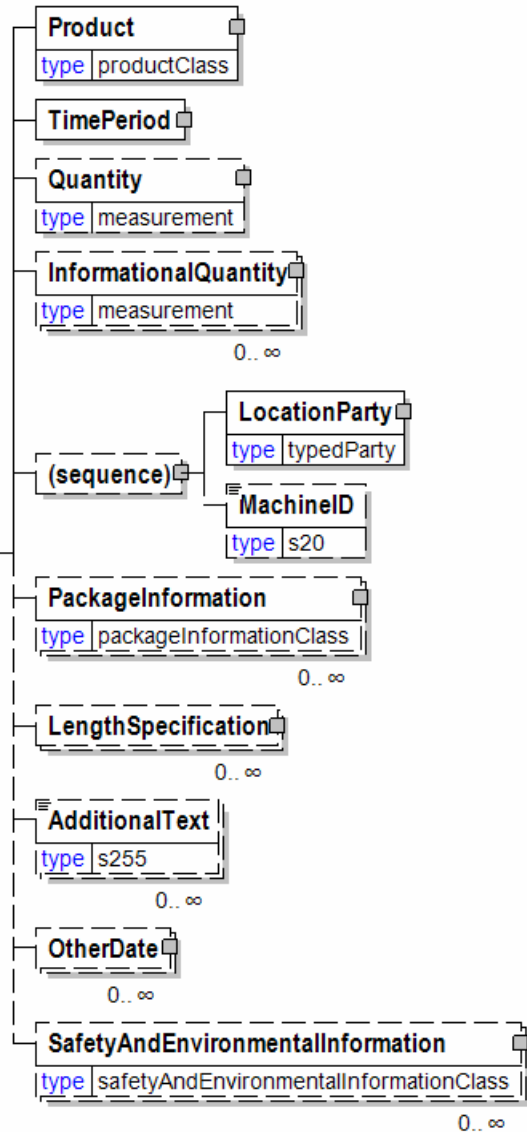 Product
type productClass
TimePeriod
Quantity
type measurement
InformationalQuantity
type measurement
0.. ∞
LocationParty
type typedParty
(sequence)
MachineID
type s20
PackageInformation
type packageInformationClass
0.. ∞
LengthSpecification
0.. ∞
AdditionalText
type s255
0.. ∞
OtherDate
0.. ∞
SafetyAndEnvironmentalInformation
type safetyAndEnvironmentalInformationClass
0.. ∞